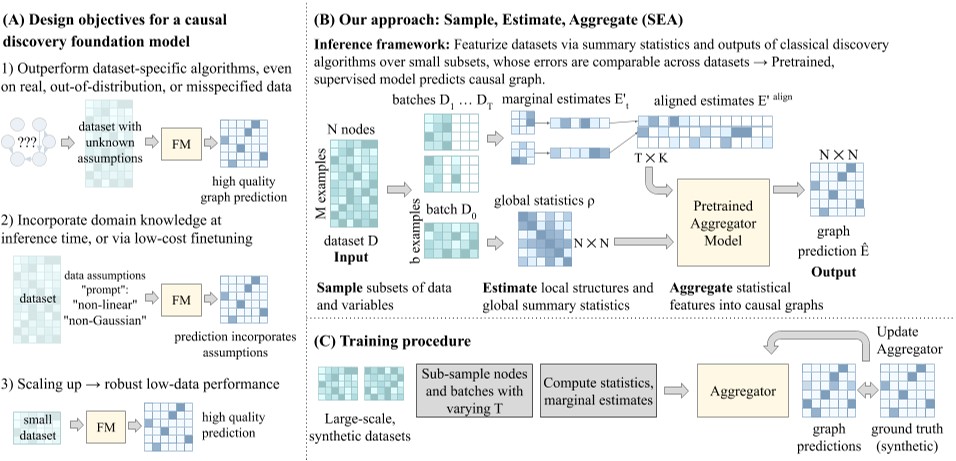 (A) Design objectives for a causal
discovery foundation model
1) Outperform dataset-specific algorithms, even
on real, out-of-distribution, or misspecified data
???
dataset with
unknown
assumptions
FM
high quality
graph prediction
2) Incorporate domain knowledge at
inference time, or via low-cost finetuning
dataset
data assumptions
"prompt":
"non-linear"
"non-Gaussian"
FM
prediction incorporates
assumptions
3) Scaling up → robust low-data performance
small
dataset
FM
high quality
prediction
(B) Our approach: Sample, Estimate, Aggregate (SEA)
Inference framework: Featurize datasets via summary statistics and outputs of classical discovery
algorithms over small subsets, whose errors are comparable across datasets → Pretrained,
supervised model predicts causal graph.
batches D1 … DT
marginal estimates E't
aligned estimates E' align
N nodes
M examples
dataset D
Input
b examples
batch D0
global statistics ρ
N X N
T X K
Pretrained
Aggregator
Model
N X N
graph
prediction Ê
Output
Sample subsets of data
and variables
Estimate local structures and
global summary statistics
Aggregate statistical
features into causal graphs
(C) Training procedure
Large-scale,
synthetic datasets
Sub-sample nodes
and batches with
varying T
Compute statistics,
marginal estimates
Aggregator
Update
Aggregator
graph
predictions
ground truth
(synthetic)